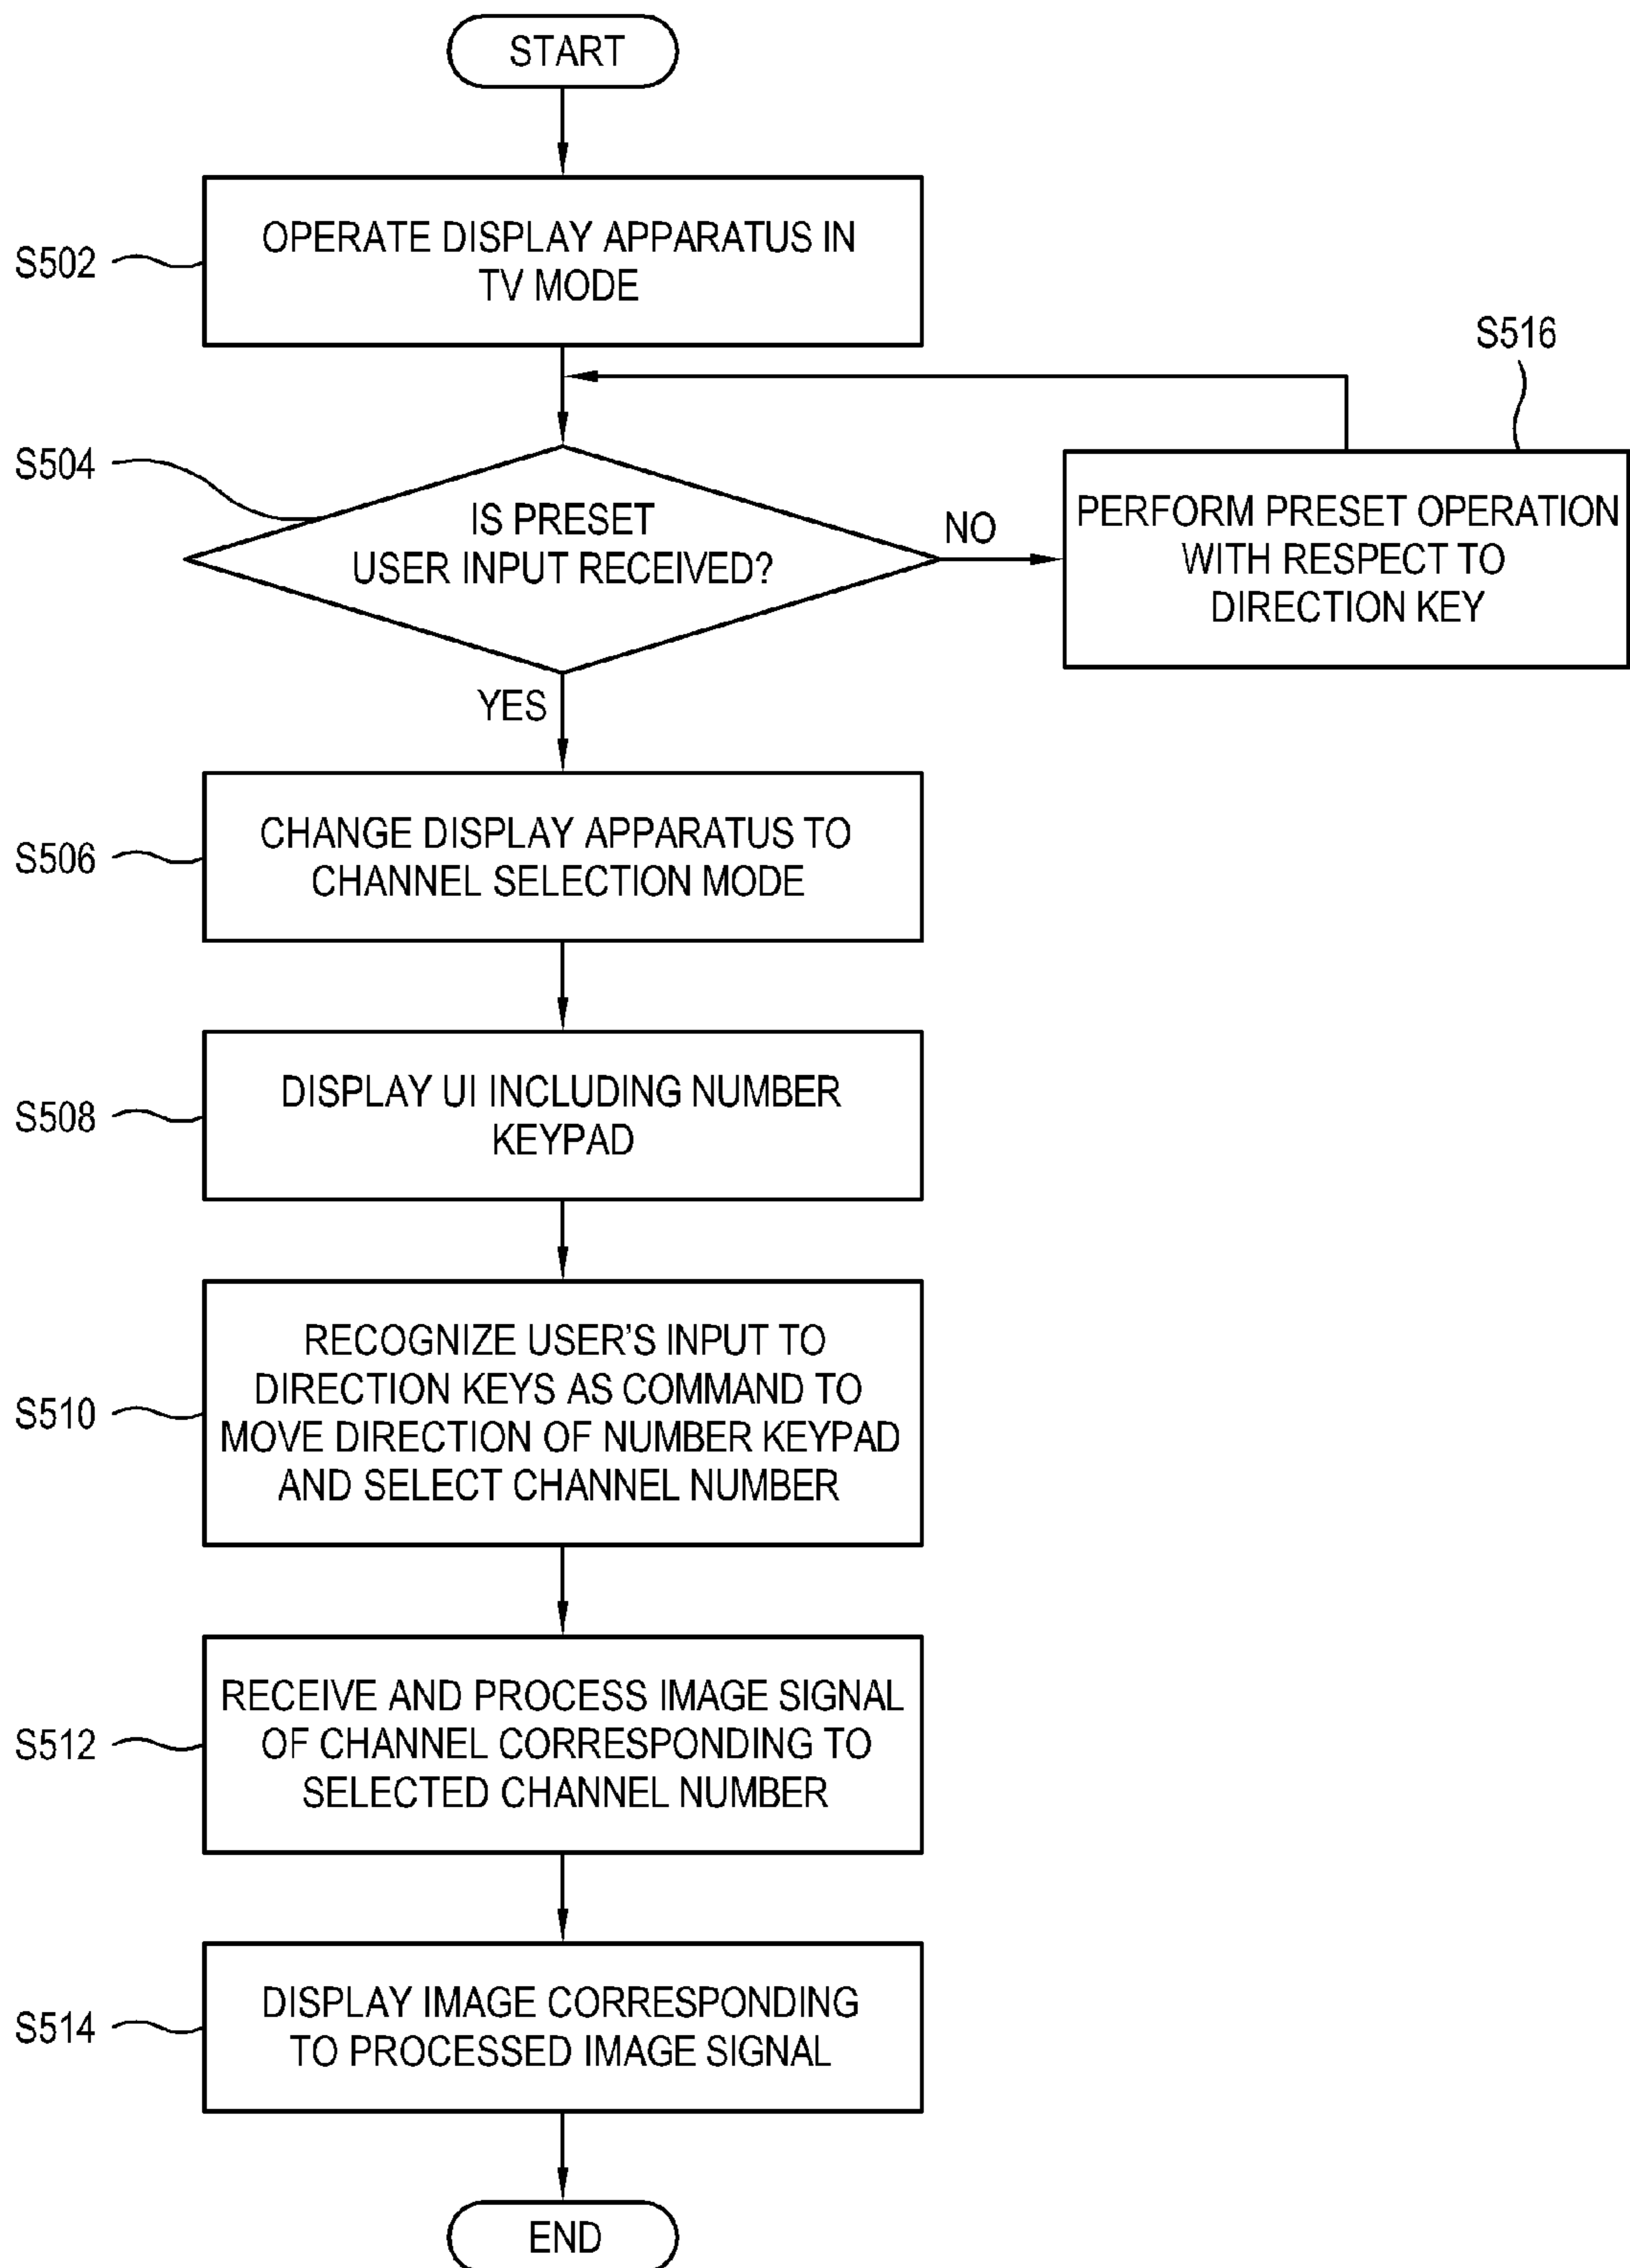 START
S502
OPERATE DISPLAY APPARATUS IN
TV MODE
S516
S504
IS PRESET
USER INPUT RECEIVED?
NO
PERFORM PRESET OPERATION
WITH RESPECT TO
DIRECTION KEY
YES
S506
CHANGE DISPLAY APPARATUS TO
CHANNEL SELECTION MODE
S508
DISPLAY UI INCLUDING NUMBER
KEYPAD
S510
RECOGNIZE USER'S INPUT TO
DIRECTION KEYS AS COMMAND TO
MOVE DIRECTION OF NUMBER KEYPAD
AND SELECT CHANNEL NUMBER
S512
RECEIVE AND PROCESS IMAGE SIGNAL
OF CHANNEL CORRESPONDING TO
SELECTED CHANNEL NUMBER
S514
DISPLAY IMAGE CORRESPONDING
TO PROCESSED IMAGE SIGNAL
END